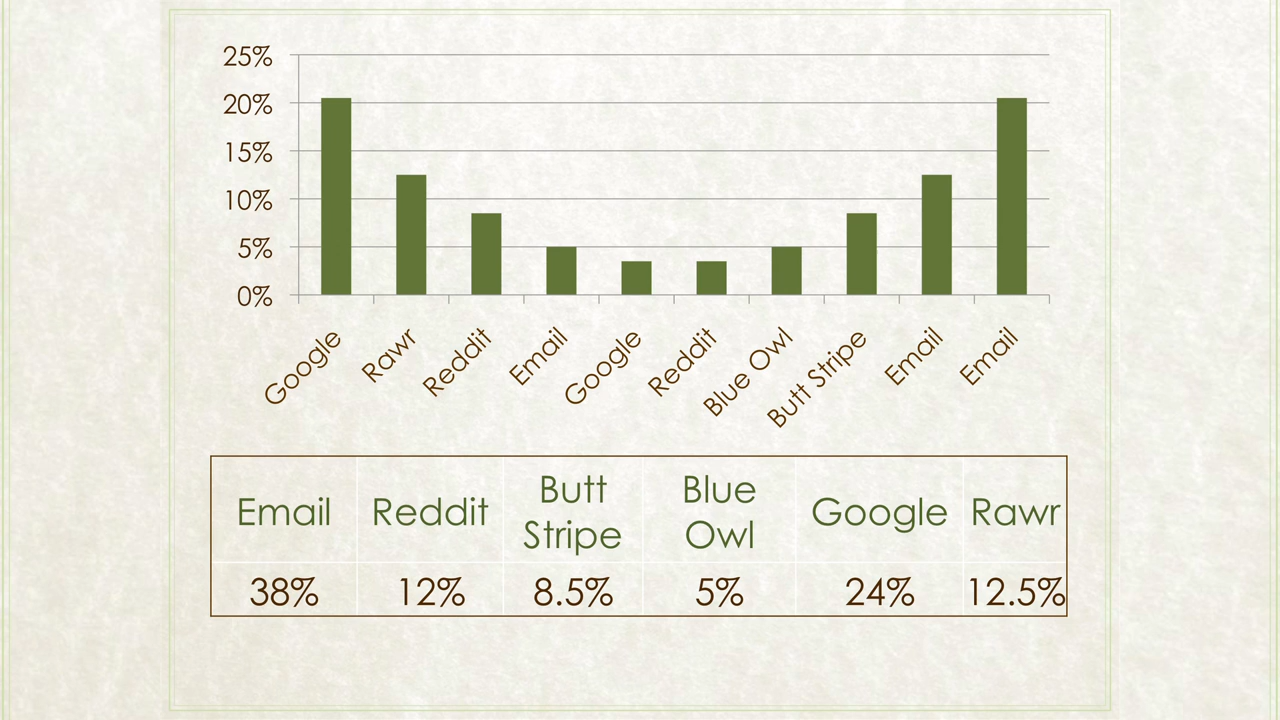 25%
20%
15%
10%
5%
0%
Google
Rawr
Reddit
Email
Google
Reddit
Blue Owl
Butt Stripe
Email
Email
Email Reddit Butt Stripe Blue Owl Google Rawr
38% 12% 8.5% 5% 24% 12.5%